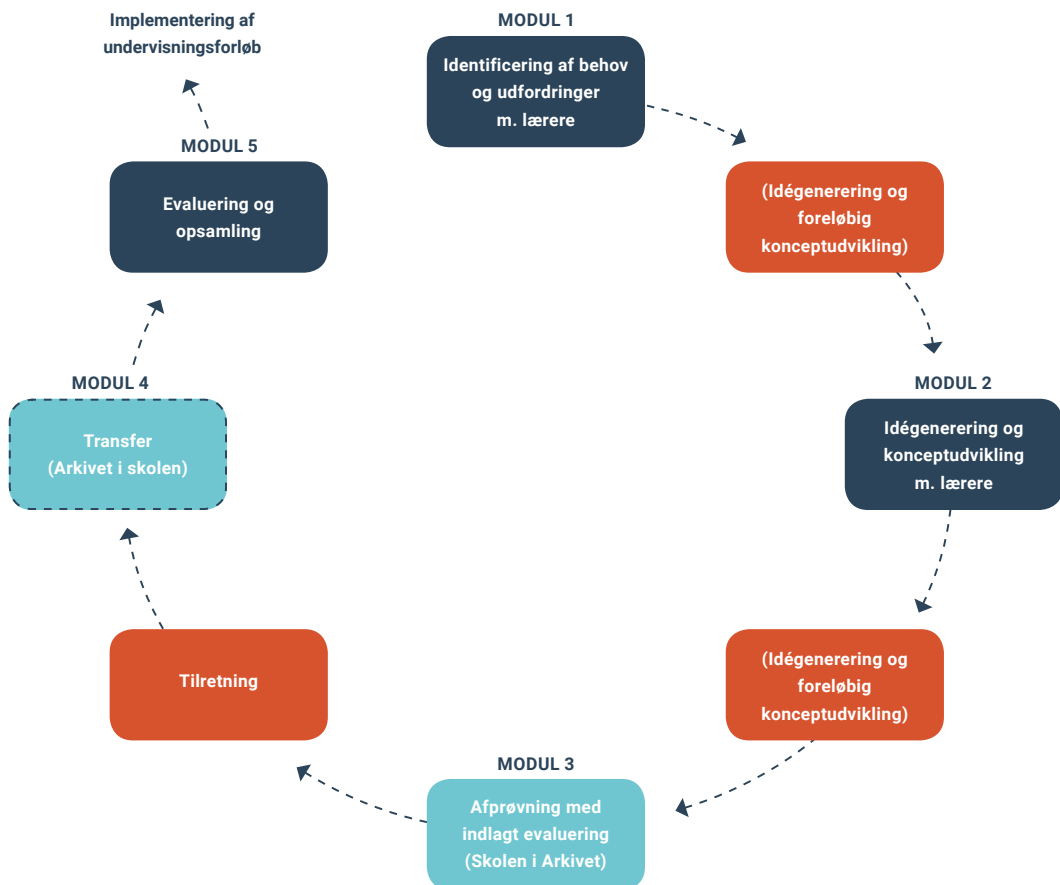 Implementering af
undervisningsforløb
MODUL 1
Identificering af behov
og udfordringer
m. lærere
(Idégenerering og
foreløbig
konceptudvikling)
MODUL 2
Idégenerering og
konceptudvikling
m. lærere
(Idégenerering og
foreløbig
konceptudvikling)
MODUL 3
Afprøvning med
indlagt evaluering
(Skolen i Arkivet)
Tilretning
MODUL 4
Transfer
(Arkivet i skolen)
MODUL 5
Evaluering og
opsamling